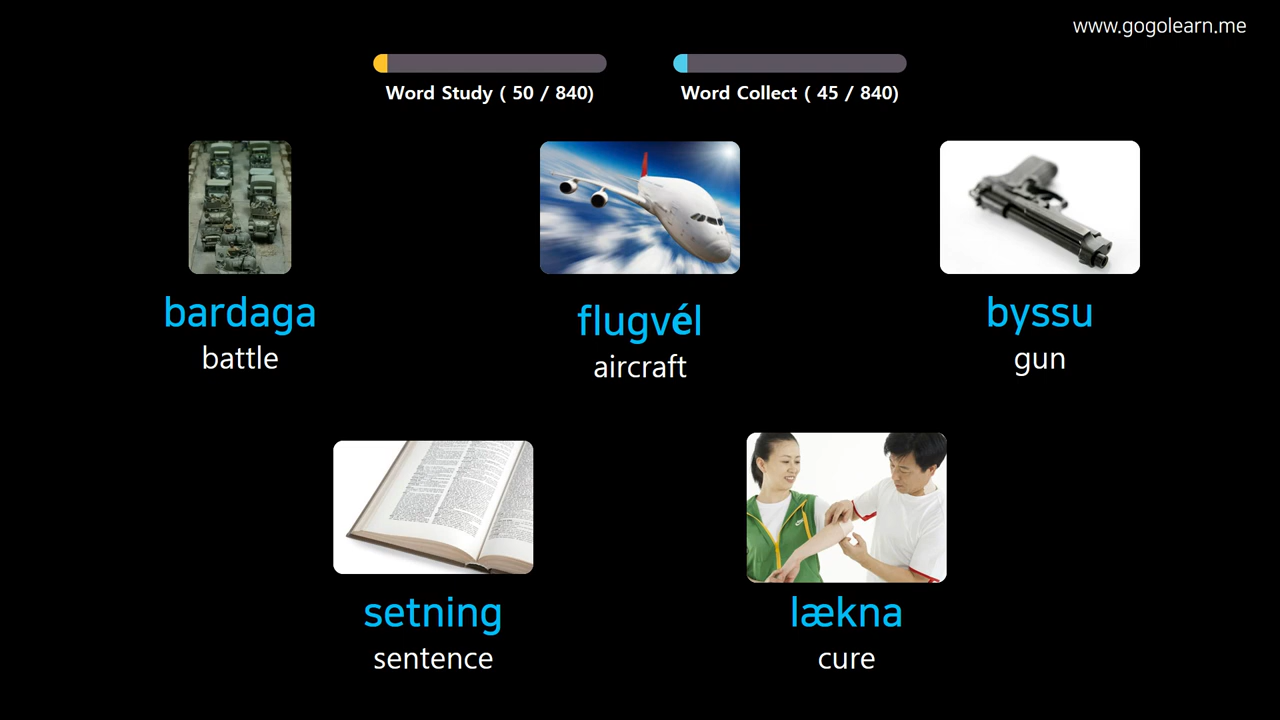 www.gogolearn.me
Word Study ( 50 / 840)
Word Collect ( 45 / 840)
bardaga
battle
flugvél
aircraft
byssu
gun
setning
sentence
lækna
cure